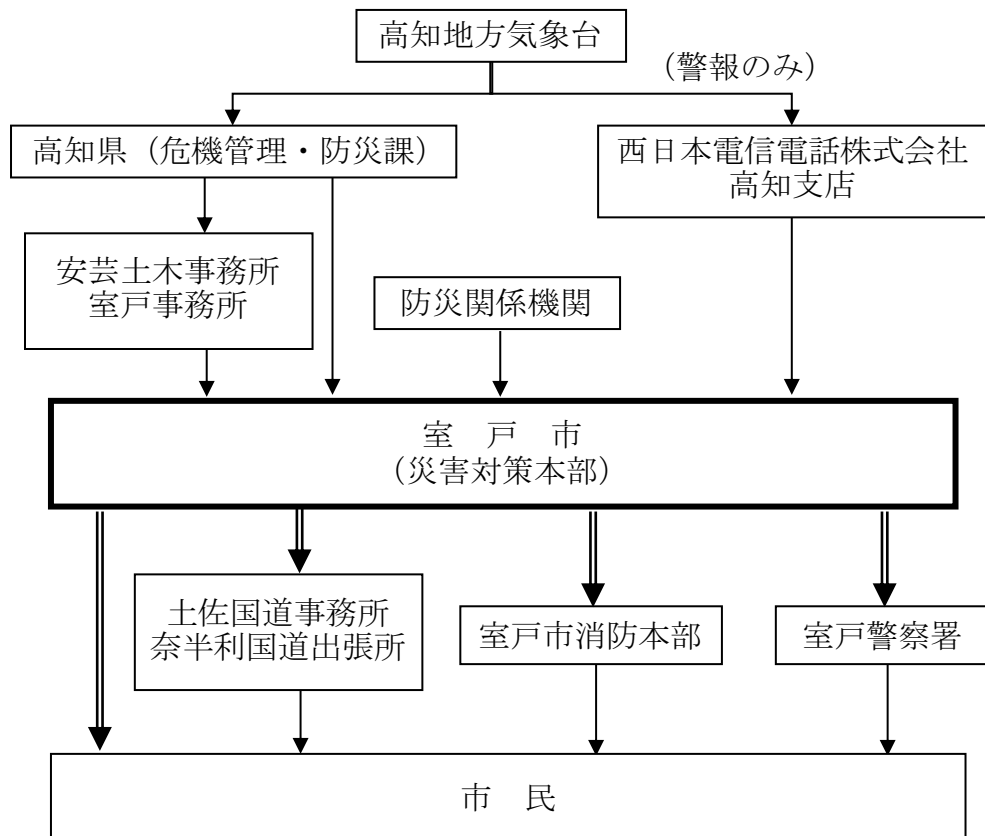 高知地方気象台
（警報のみ）
高知県（危機管理・防災課）
西日本電信電話株式会社
高知支店
安芸土木事務所
室戸事務所
防災関係機関
室　戸　市
（災害対策本部）
土佐国道事務所
奈半利国道出張所
室戸市消防本部
室戸警察署
市　民